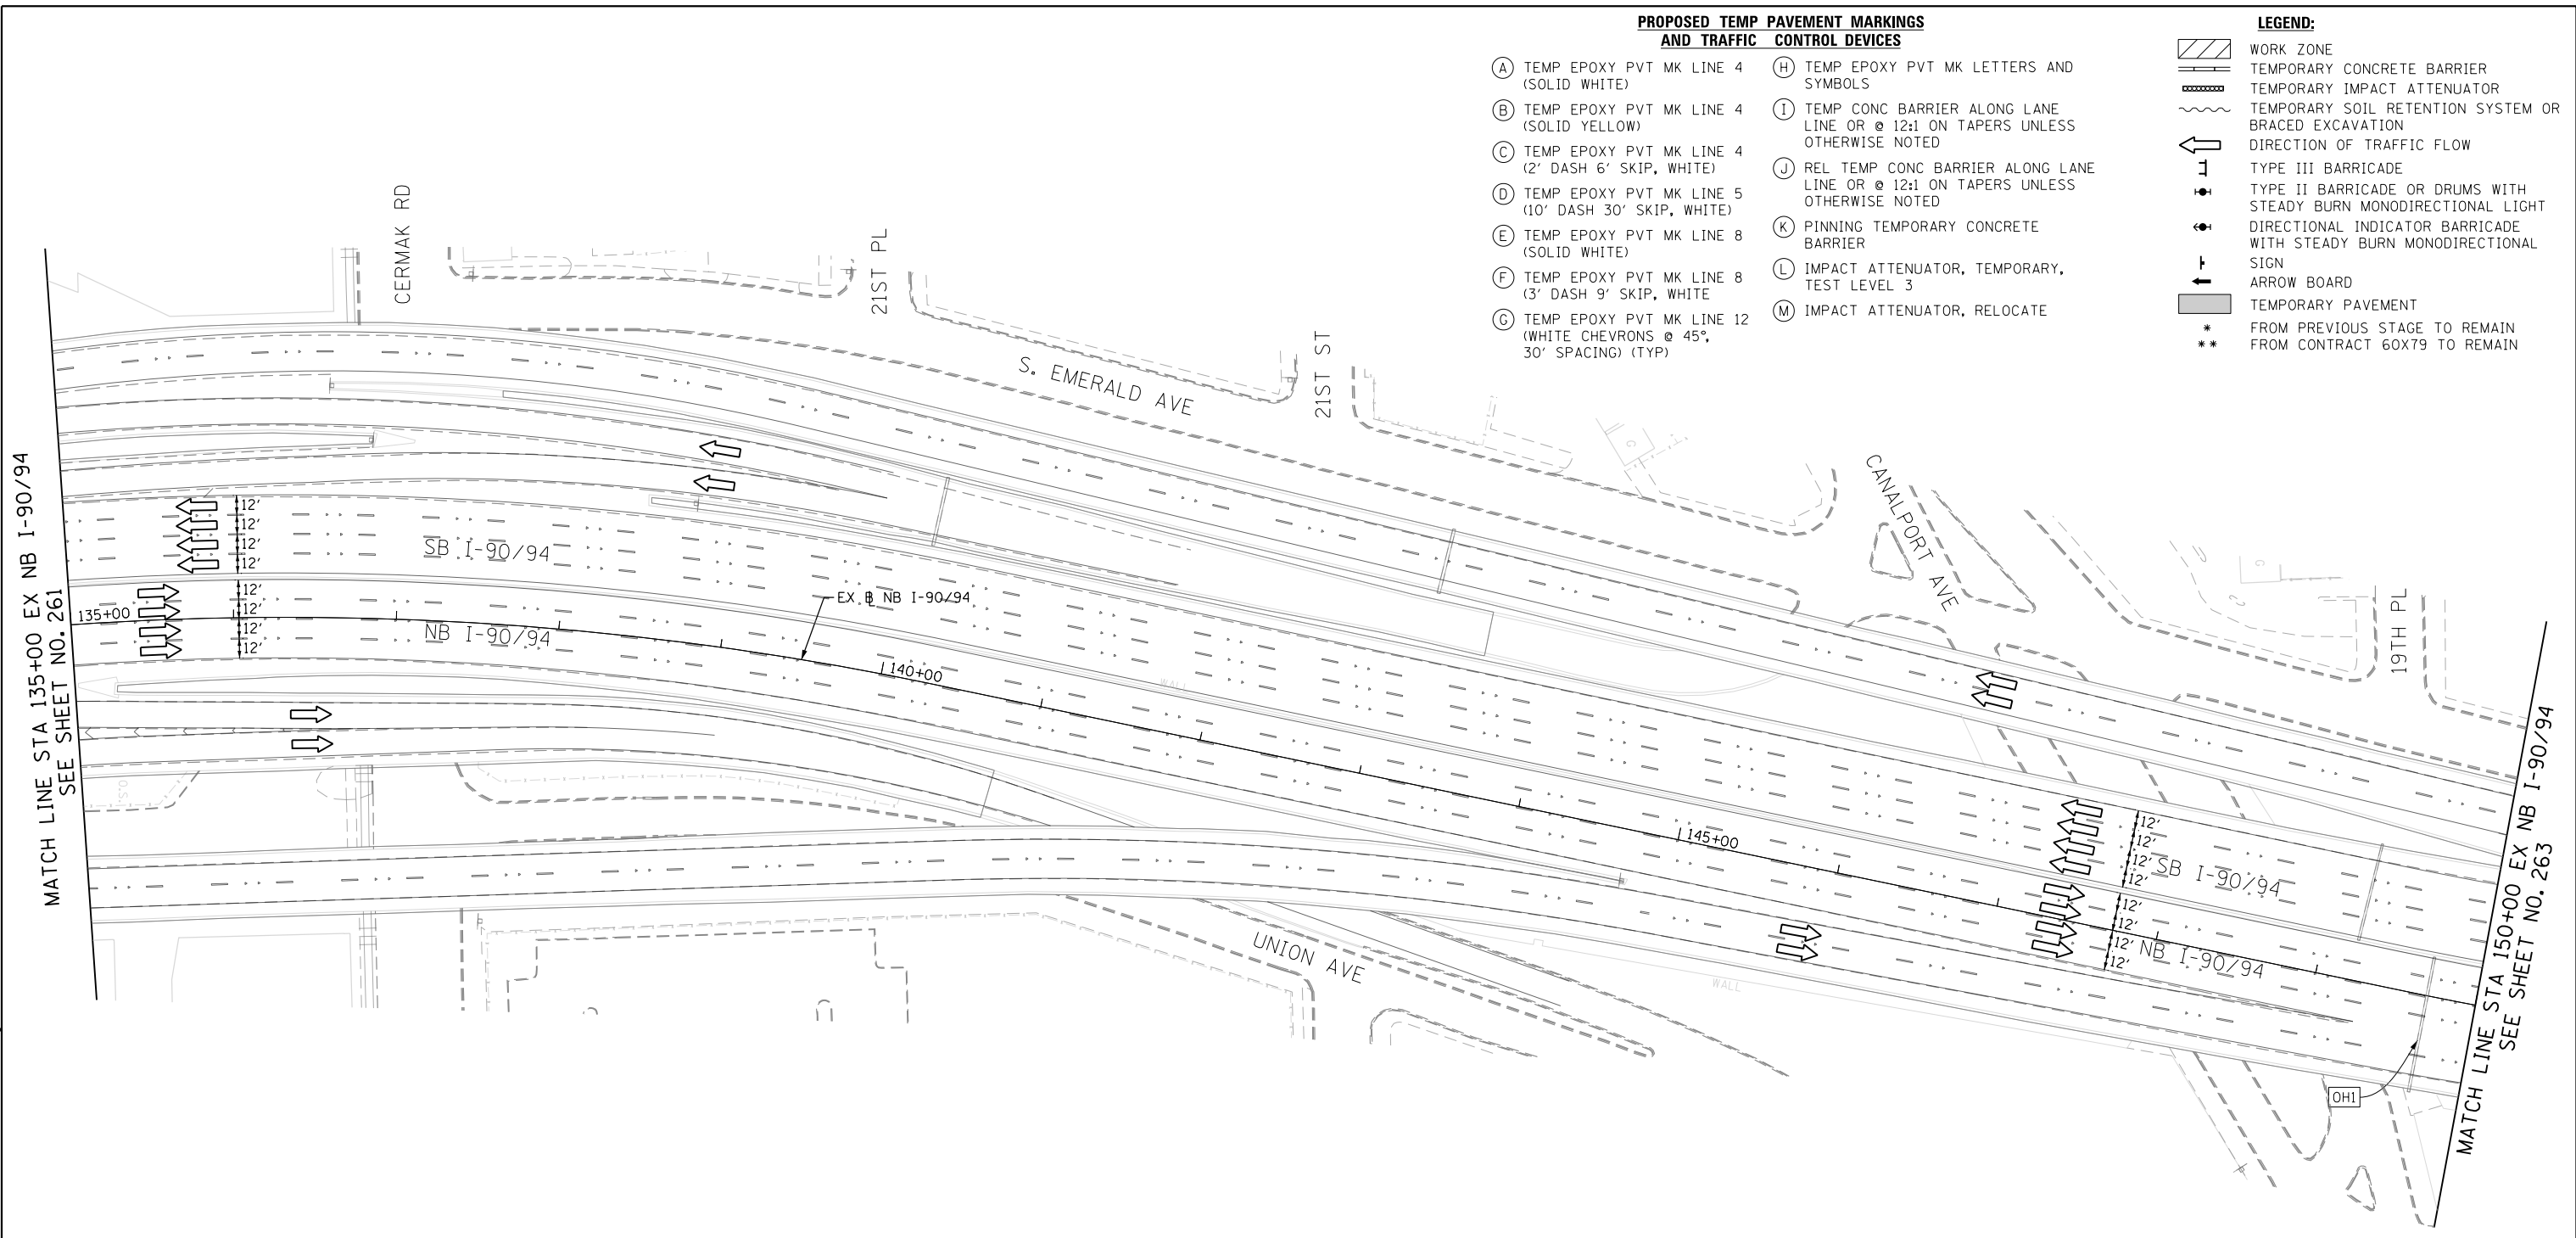 PROPOSED TEMP PAVEMENT MARKINGS
AND TRAFFIC CONTROL DEVICES
Ⓐ TEMP EPOXY PVT MK LINE 4
(SOLID WHITE)
Ⓑ TEMP EPOXY PVT MK LINE 4
(SOLID YELLOW)
Ⓒ TEMP EPOXY PVT MK LINE 4
(2' DASH 6' SKIP, WHITE)
Ⓓ TEMP EPOXY PVT MK LINE 5
(10' DASH 30' SKIP, WHITE)
Ⓔ TEMP EPOXY PVT MK LINE 8
(SOLID WHITE)
Ⓕ TEMP EPOXY PVT MK LINE 8
(3' DASH 9' SKIP, WHITE
Ⓖ TEMP EPOXY PVT MK LINE 12
(WHITE CHEVRONS @ 45°,
30' SPACING) (TYP)
Ⓗ TEMP EPOXY PVT MK LETTERS AND
SYMBOLS
Ⓘ TEMP CONC BARRIER ALONG LANE
LINE OR @ 12:1 ON TAPERS UNLESS
OTHERWISE NOTED
Ⓙ REL TEMP CONC BARRIER ALONG LANE
LINE OR @ 12:1 ON TAPERS UNLESS
OTHERWISE NOTED
Ⓚ PINNING TEMPORARY CONCRETE
BARRIER
Ⓛ IMPACT ATTENUATOR, TEMPORARY,
TEST LEVEL 3
Ⓜ IMPACT ATTENUATOR, RELOCATE
LEGEND:
WORK ZONE
TEMPORARY CONCRETE BARRIER
TEMPORARY IMPACT ATTENUATOR
TEMPORARY SOIL RETENTION SYSTEM OR
BRACED EXCAVATION
DIRECTION OF TRAFFIC FLOW
TYPE III BARRICADE
TYPE II BARRICADE OR DRUMS WITH
STEADY BURN MONODIRECTIONAL LIGHT
DIRECTIONAL INDICATOR BARRICADE
WITH STEADY BURN MONODIRECTIONAL
SIGN
ARROW BOARD
TEMPORARY PAVEMENT
* FROM PREVIOUS STAGE TO REMAIN
** FROM CONTRACT 60X79 TO REMAIN
CERMAK RD
21ST PL
S. EMERALD AVE
21ST ST
CANALPORT AVE
19TH PL
MATCH LINE STA 135+00 EX NB I-90/94
SEE SHEET NO. 261
12'
12'
12'
12'
SB I-90/94
12'
12'
12'
12'
135+00
NB I-90/94
EX ℄ NB I-90/94
140+00
WALL
145+00
12'
12'
12'
12'
SB I-90/94
12'
12'
12'
12'
NB I-90/94
UNION AVE
WALL
O.S.
G
G
OH1
MATCH LINE STA 150+00 EX NB I-90/94
SEE SHEET NO. 263